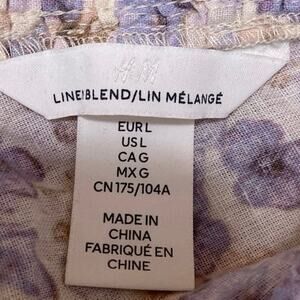 H&M
LINEN BLEND/LIN MÉLANGÉ
EUR L
US L
CA G
MX G
CN 175/104A
MADE IN
CHINA
FABRIQUÉ EN
CHINE